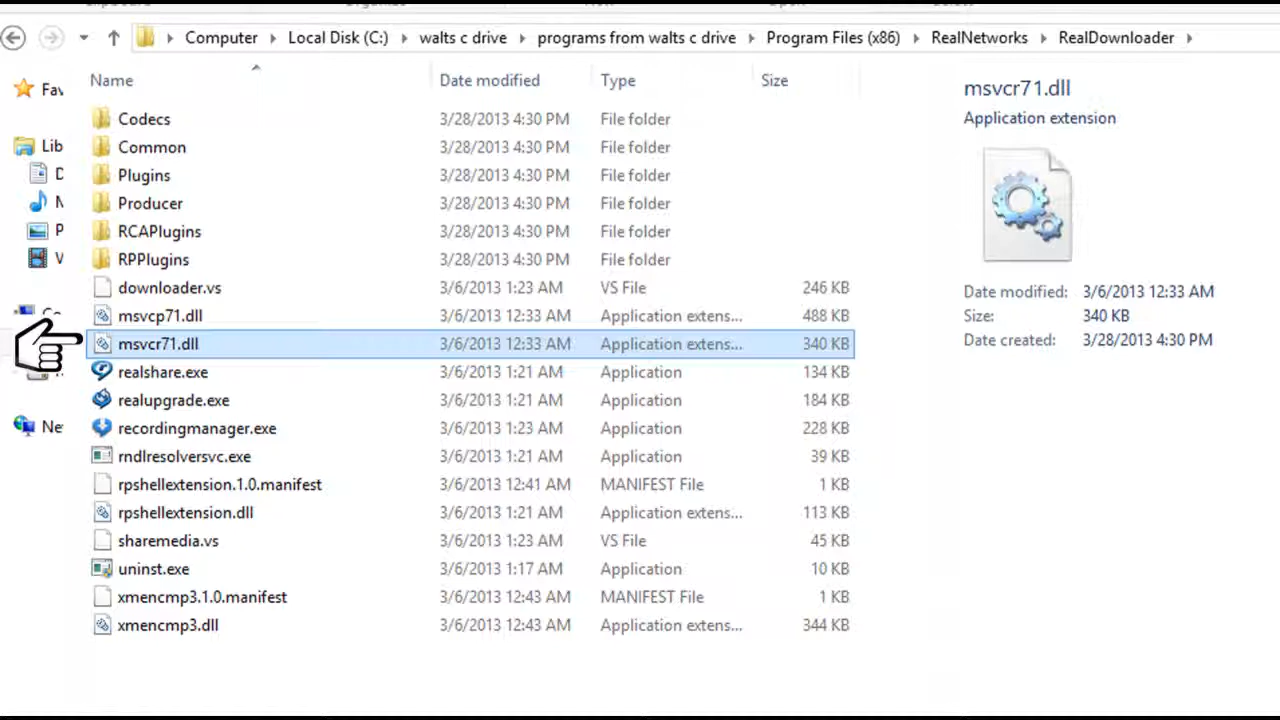 Computer Local Disk (C:) walts c drive programs from walts c drive Program Files (x86) RealNetworks RealDownloader
Name Date modified Type Size
Codecs 3/28/2013 4:30 PM File folder
Common 3/28/2013 4:30 PM File folder
Plugins 3/28/2013 4:30 PM File folder
Producer 3/28/2013 4:30 PM File folder
RCAPlugins 3/28/2013 4:30 PM File folder
RPPlugins 3/28/2013 4:30 PM File folder
downloader.vs 3/6/2013 1:23 AM VS File 246 KB
msvcp71.dll 3/6/2013 12:33 AM Application extens... 488 KB
msvcr71.dll 3/6/2013 12:33 AM Application extens... 340 KB
realshare.exe 3/6/2013 1:21 AM Application 134 KB
realupgrade.exe 3/6/2013 1:21 AM Application 184 KB
recordingmanager.exe 3/6/2013 1:23 AM Application 228 KB
rndlresolversvc.exe 3/6/2013 1:21 AM Application 39 KB
rpshellextension.1.0.manifest 3/6/2013 12:41 AM MANIFEST File 1 KB
rpshellextension.dll 3/6/2013 1:21 AM Application extens... 113 KB
sharemedia.vs 3/6/2013 1:23 AM VS File 45 KB
uninst.exe 3/6/2013 1:17 AM Application 10 KB
xmencmp3.1.0.manifest 3/6/2013 12:43 AM MANIFEST File 1 KB
xmencmp3.dll 3/6/2013 12:43 AM Application extens... 344 KB
Fav
Lib
D
N
P
V
Ne
msvcr71.dll
Application extension
Date modified: 3/6/2013 12:33 AM
Size: 340 KB
Date created: 3/28/2013 4:30 PM